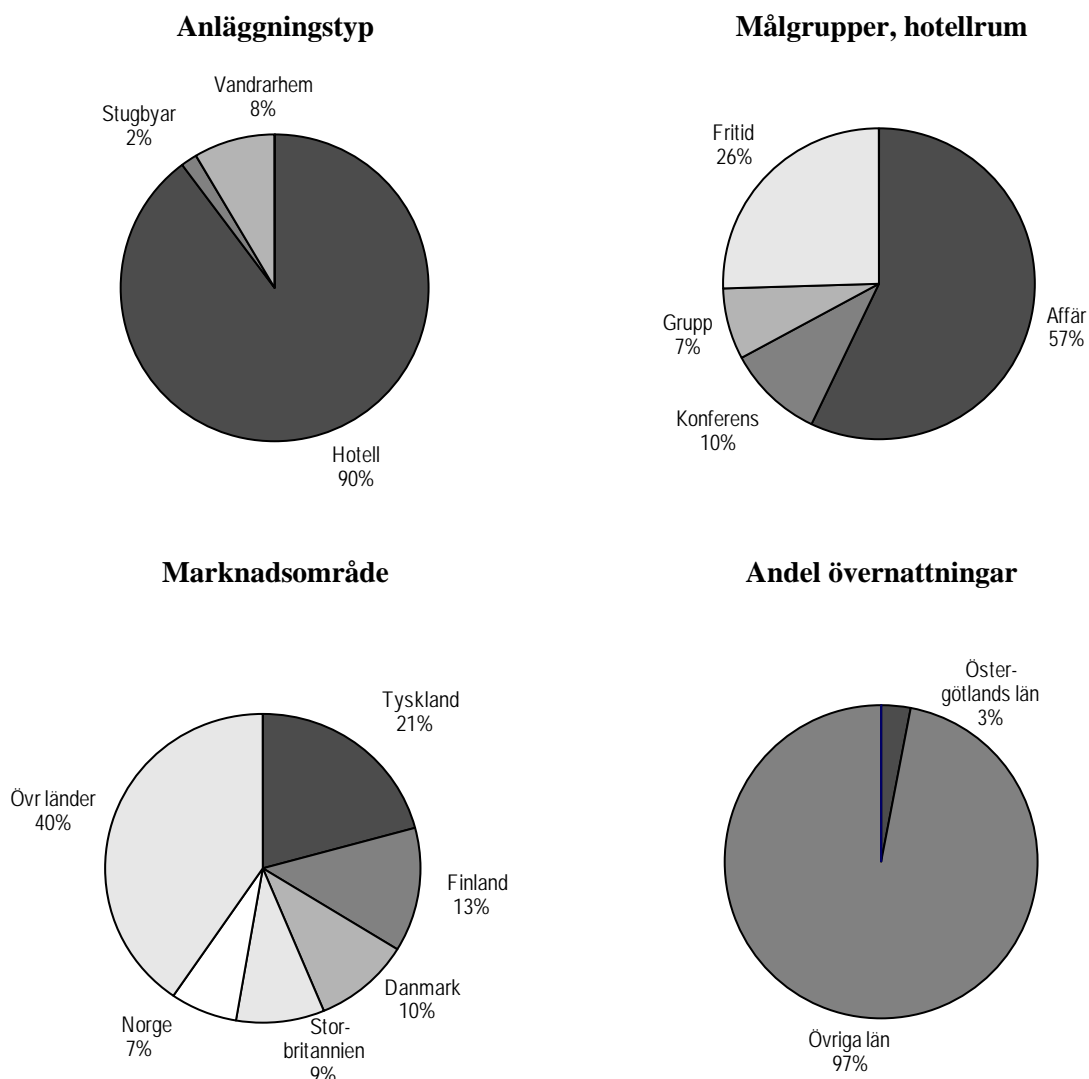 Anläggningstyp
Vandrarhem
8%
Stugbyar
2%
Hotell
90%
Målgrupper, hotellrum
Fritid
26%
Affär
57%
Grupp
7%
Konferens
10%
Marknadsområde
Tyskland
21%
Övr länder
40%
Finland
13%
Danmark
10%
Norge
7%
Stor-
britannien
9%
Andel övernattningar
Öster-
götlands län
3%
Övriga län
97%